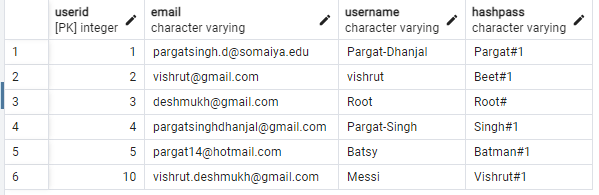 userid email username hashpass
[PK] integer character varying character varying character varying
1 1 pargatsingh.d@somaiya.edu Pargat-Dhanjal Pargat#1
2 2 vishrut@gmail.com vishrut Beet#1
3 3 deshmukh@gmail.com Root Root#
4 4 pargatsinghdhanjal@gmail.com Pargat-Singh Singh#1
5 5 pargat14@hotmail.com Batsy Batman#1
6 10 vishrut.deshmukh@gmail.com Messi Vishrut#1